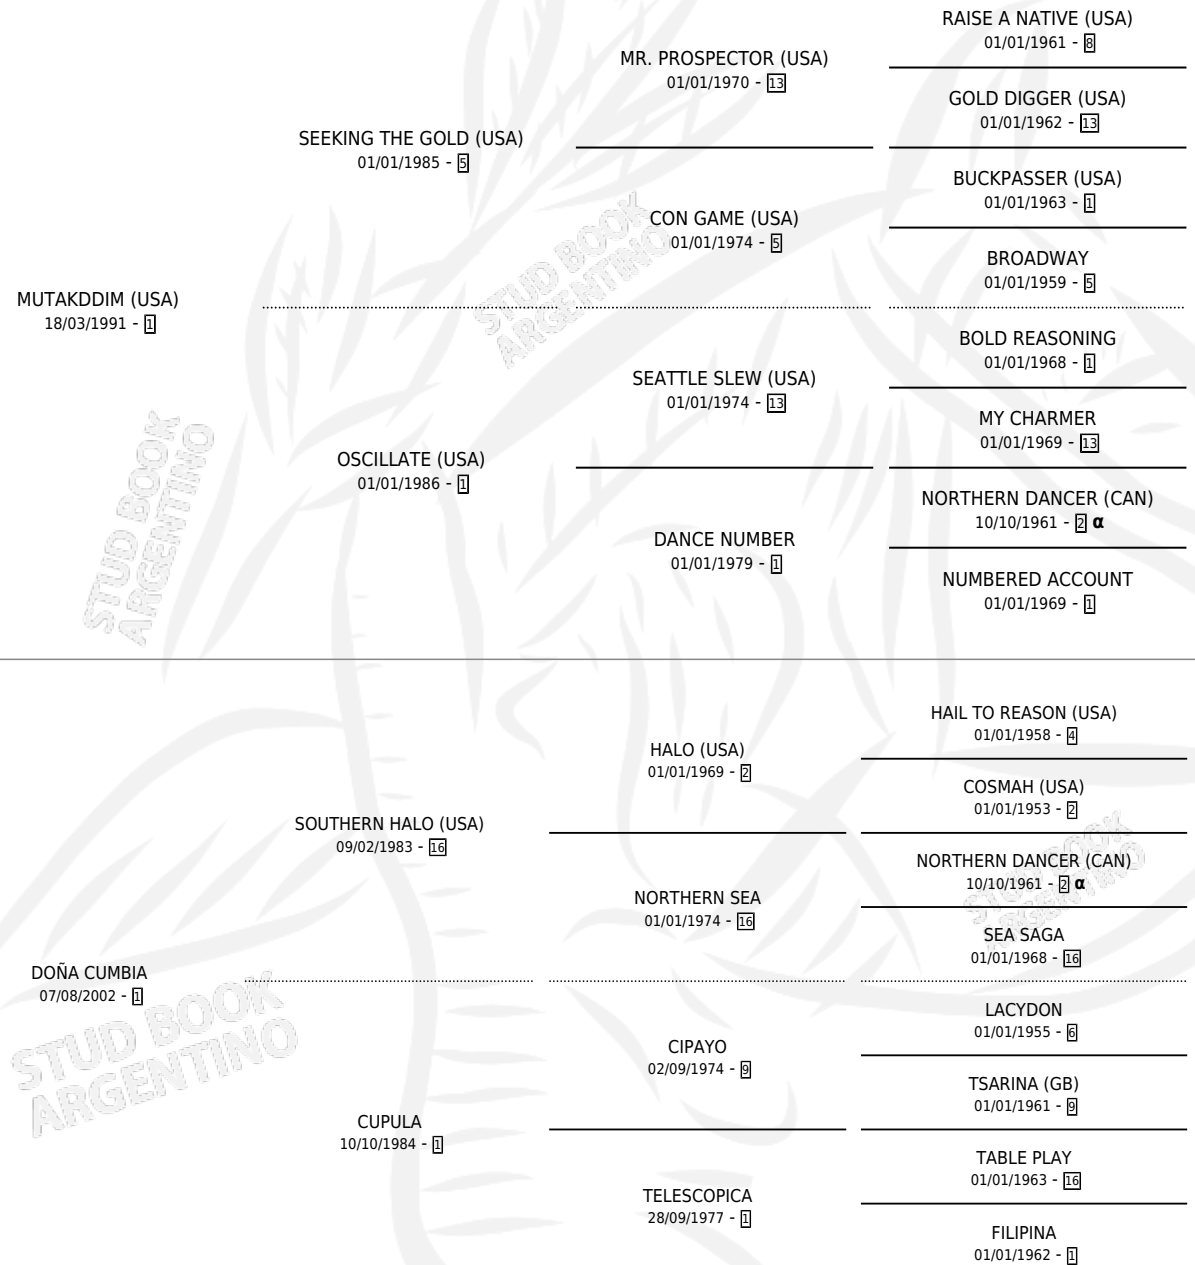 RAISE A NATIVE (USA)
01/01/1961 - 8
MR. PROSPECTOR (USA)
01/01/1970 - 13
GOLD DIGGER (USA)
01/01/1962 - 13
SEEKING THE GOLD (USA)
01/01/1985 - 5
BUCKPASSER (USA)
01/01/1963 - 1
CON GAME (USA)
01/01/1974 - 5
BROADWAY
01/01/1959 - 5
MUTAKDDIM (USA)
18/03/1991 - 1
BOLD REASONING
01/01/1968 - 1
SEATTLE SLEW (USA)
01/01/1974 - 13
MY CHARMER
01/01/1969 - 13
OSCILLATE (USA)
01/01/1986 - 1
NORTHERN DANCER (CAN)
10/10/1961 - 2 α
DANCE NUMBER
01/01/1979 - 1
NUMBERED ACCOUNT
01/01/1969 - 1
HAIL TO REASON (USA)
01/01/1958 - 4
HALO (USA)
01/01/1969 - 2
COSMAH (USA)
01/01/1953 - 2
SOUTHERN HALO (USA)
09/02/1983 - 16
NORTHERN DANCER (CAN)
10/10/1961 - 2 α
NORTHERN SEA
01/01/1974 - 16
SEA SAGA
01/01/1968 - 16
DOÑA CUMBIA
07/08/2002 - 1
LACYDON
01/01/1955 - 6
CIPAYO
02/09/1974 - 9
TSARINA (GB)
01/01/1961 - 9
CUPULA
10/10/1984 - 1
TABLE PLAY
01/01/1963 - 16
TELESCOPICA
28/09/1977 - 1
FILIPINA
01/01/1962 - 1
STUD BOOK
ARGENTINO
STUD BOOK
ARGENTINO
STUD BOOK
ARGENTINO
STUD BOOK
ARGENTINO